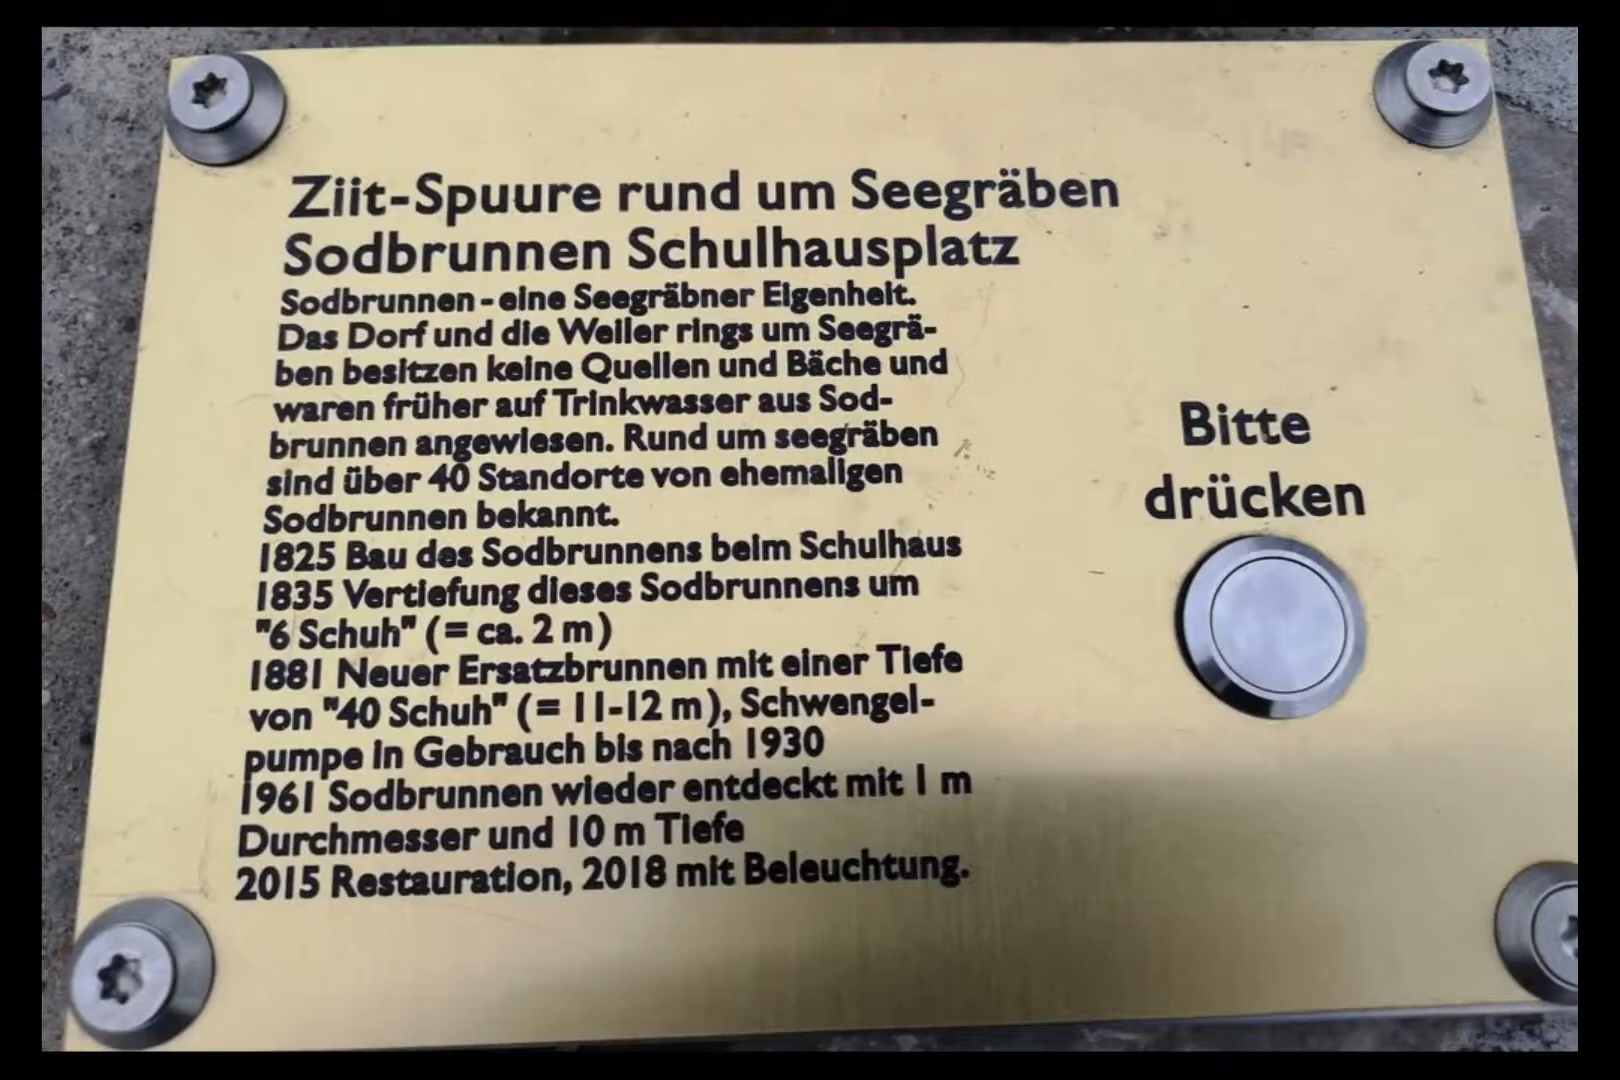 Ziit-Spuure rund um Seegräben
Sodbrunnen Schulhausplatz
Sodbrunnen - eine Seegräbner Eigenheit.
Das Dorf und die Weiler rings um Seegrä-
ben besitzen keine Quellen und Bäche und
waren früher auf Trinkwasser aus Sod-
brunnen angewiesen. Rund um seegräben
sind über 40 Standorte von ehemaligen
Sodbrunnen bekannt.
1825 Bau des Sodbrunnens beim Schulhaus
1835 Vertiefung dieses Sodbrunnens um
"6 Schuh" (= ca. 2 m)
1881 Neuer Ersatzbrunnen mit einer Tiefe
von "40 Schuh" (= 11-12 m), Schwengel-
pumpe in Gebrauch bis nach 1930
1961 Sodbrunnen wieder entdeckt mit 1 m
Durchmesser und 10 m Tiefe
2015 Restauration, 2018 mit Beleuchtung.
Bitte
drücken